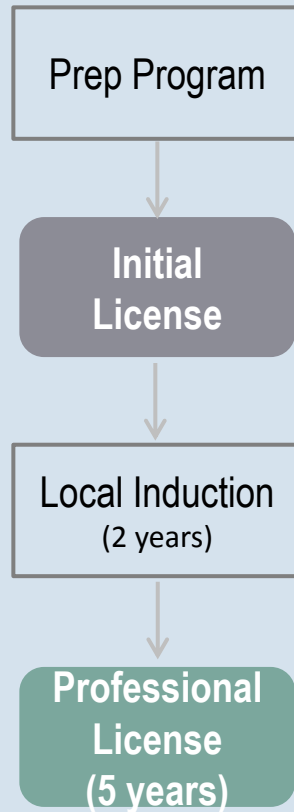 Prep Program
Initial
License
Local Induction
(2 years)
Professional
License
(5 years)